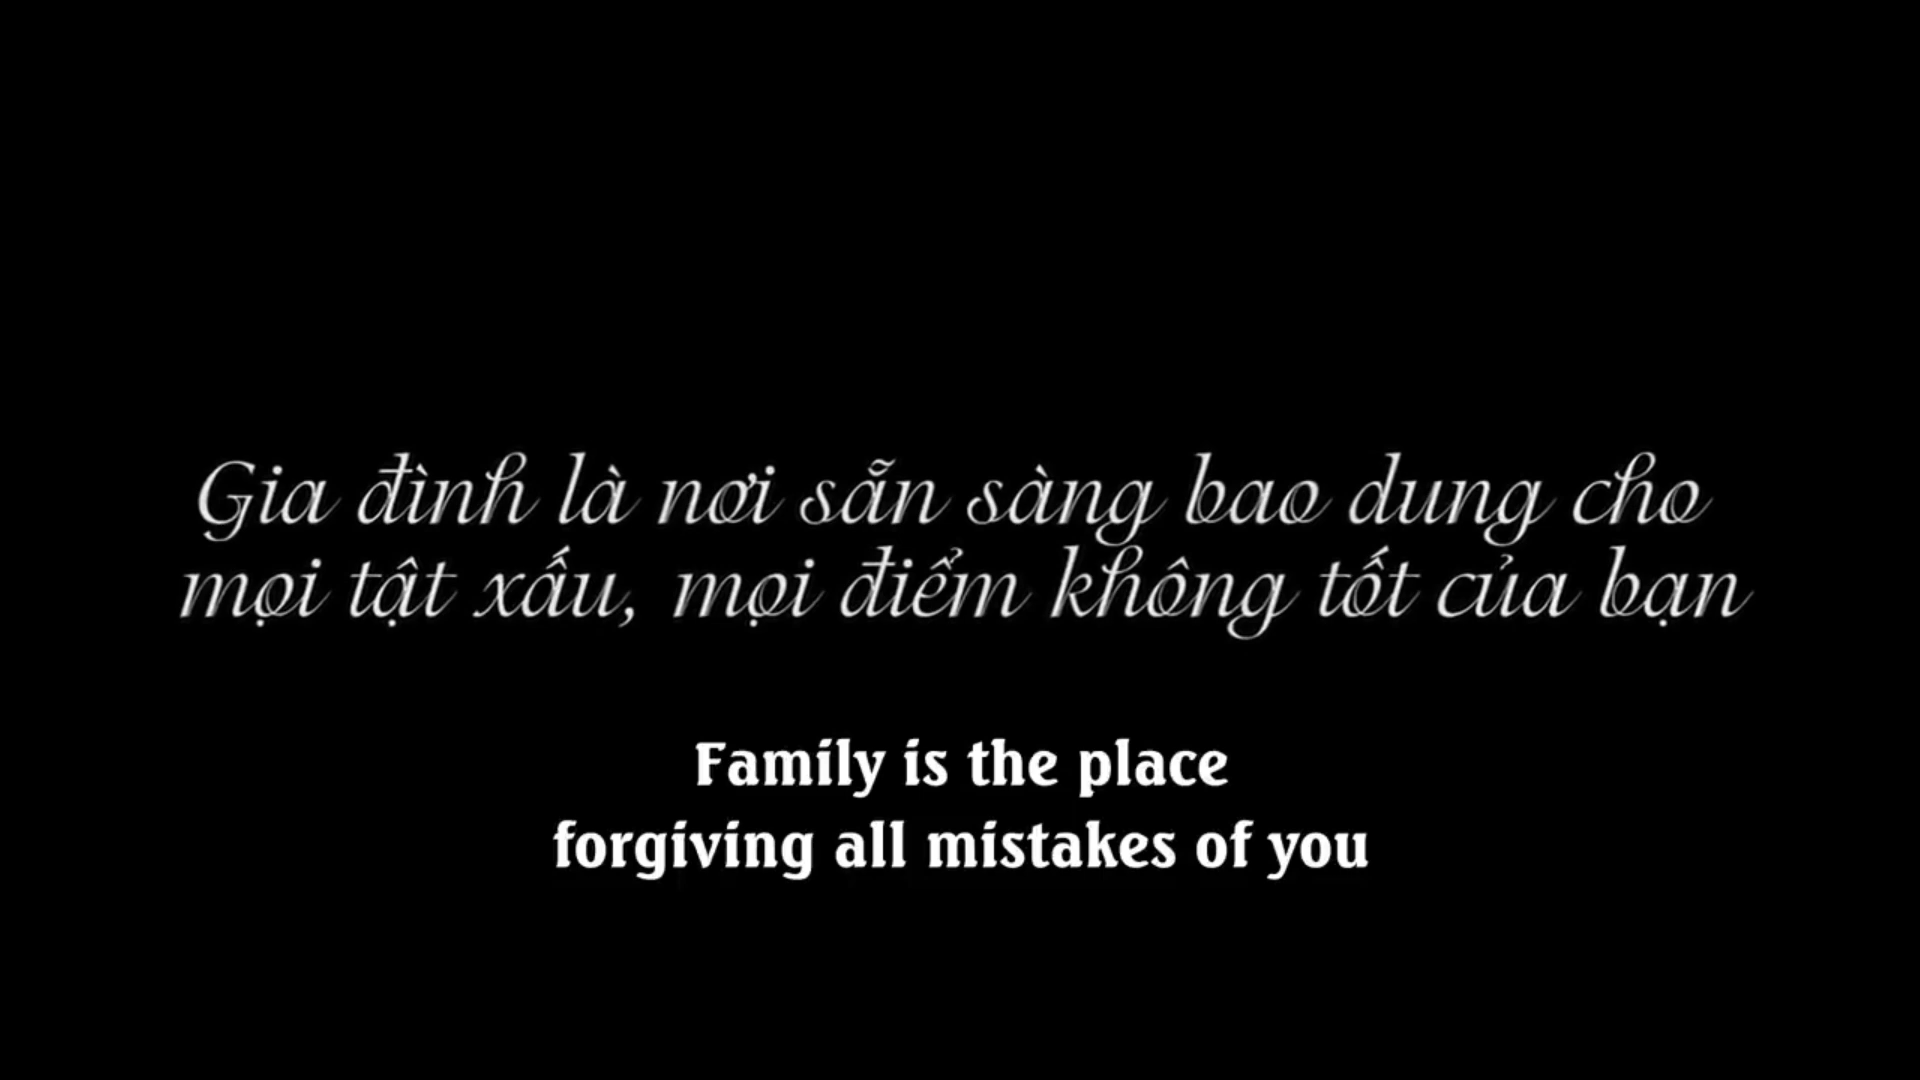 Gia đình là nơi sẵn sàng bao dung cho
mọi tật xấu, mọi điểm không tốt của bạn
Family is the place
forgiving all mistakes of you